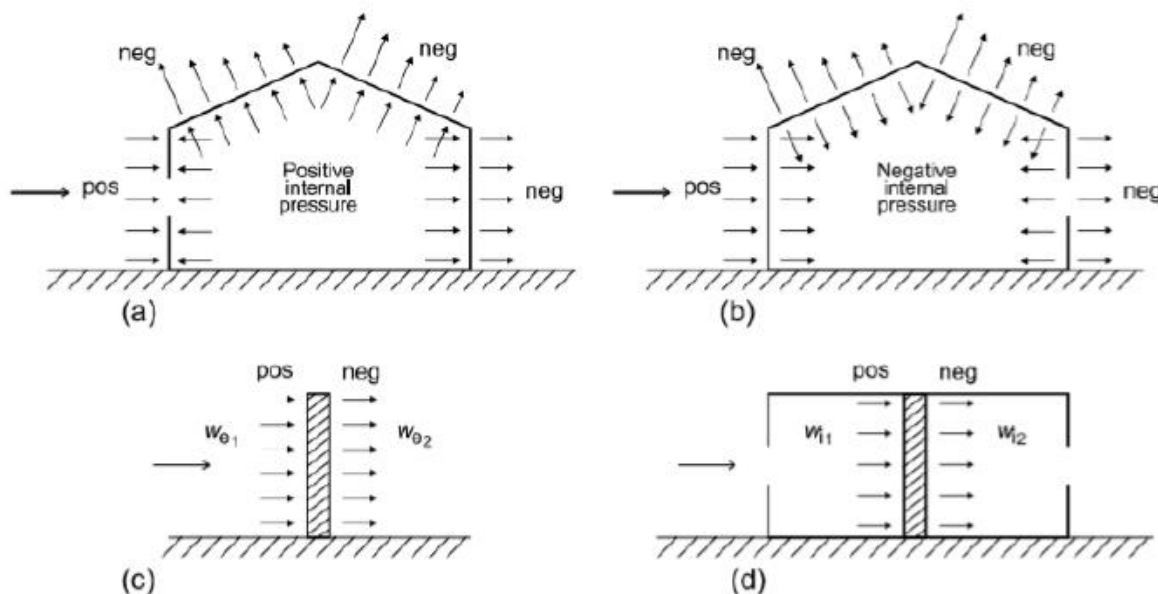 neg
neg
pos
Positive
internal
pressure
neg
(a)
neg
neg
pos
Negative
internal
pressure
neg
(b)
pos
neg
we1
we2
(c)
pos
neg
wi1
wi2
(d)